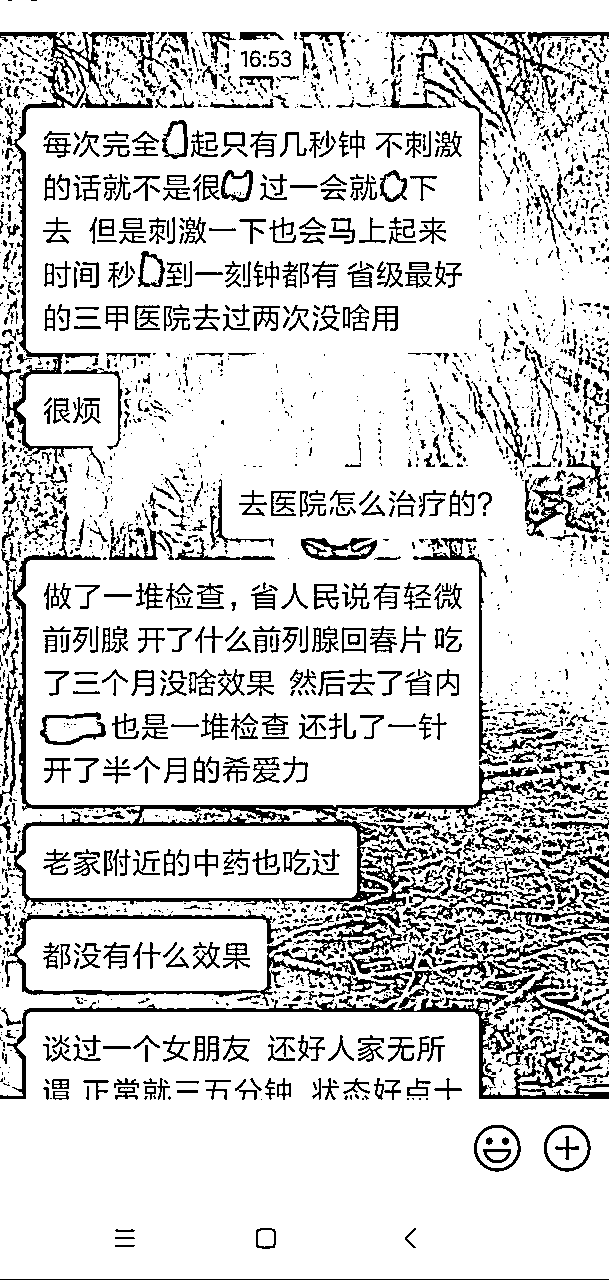 16:53
每次完全起只有几秒钟 不刺激
的话就不是很 过一会就下
去 但是刺激一下也会马上起来
时间 秒到一刻钟都有 省级最好
的三甲医院去过两次没啥用
很烦
去医院怎么治疗的?
做了一堆检查,省人民说有轻微
前列腺 开了什么前列腺回春片 吃
了三个月没啥效果 然后去了省内
也是一堆检查 还扎了一针
开了半个月的希爱力
老家附近的中药也吃过
都没有什么效果
谈过一个女朋友 还好人家无所
谓 正常就三五分钟 状态好点十